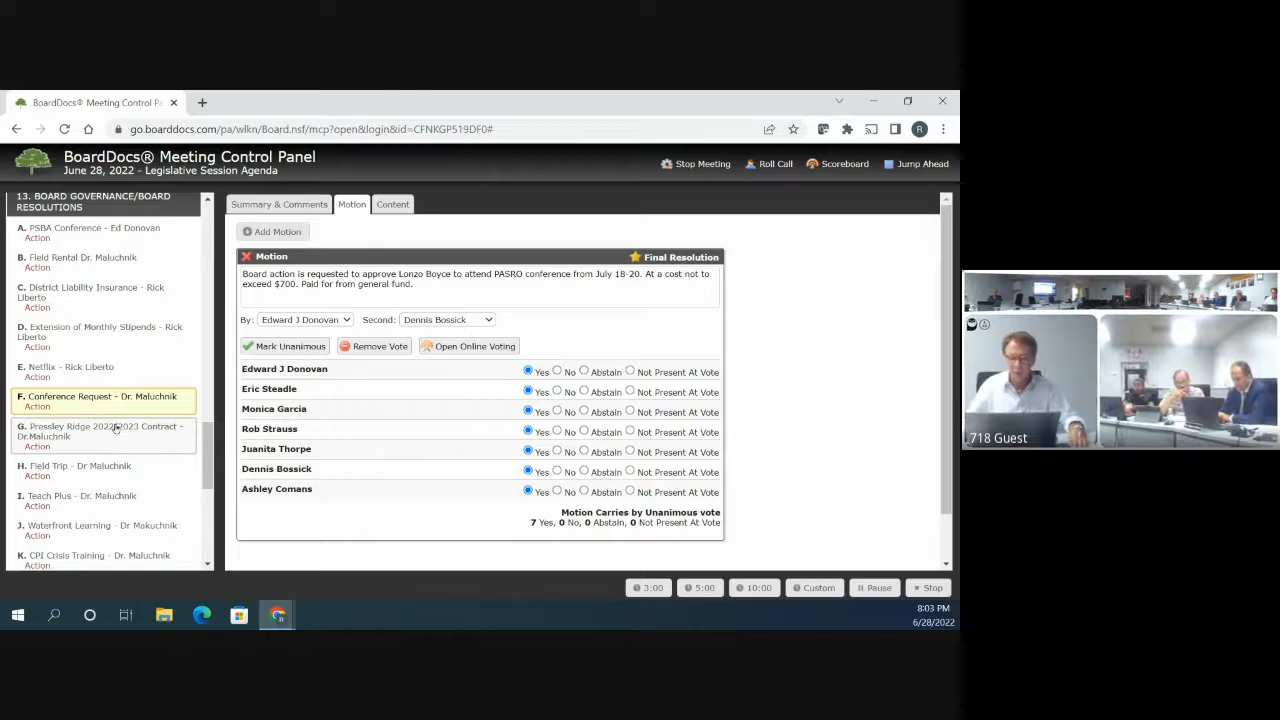 BoardDocs® Meeting Control Pa
go.boarddocs.com/pa/wlkn/Board.nsf/mcp?open&login&id=CFNKGP519DF0#
R
BoardDocs® Meeting Control Panel
June 28, 2022 - Legislative Session Agenda
Stop Meeting
Roll Call
Scoreboard
Jump Ahead
13. BOARD GOVERNANCE/BOARD
RESOLUTIONS
A. PSBA Conference - Ed Donovan
Action
B. Field Rental Dr. Maluchnik
Action
C. District Liability Insurance - Rick
Liberto
Action
D. Extension of Monthly Stipends - Rick
Liberto
Action
E. Netflix - Rick Liberto
Action
F. Conference Request - Dr. Maluchnik
Action
G. Pressley Ridge 2022-2023 Contract -
Dr.Maluchnik
Action
H. Field Trip - Dr Maluchnik
Action
I. Teach Plus - Dr. Maluchnik
Action
J. Waterfront Learning - Dr Makuchnik
Action
K. CPI Crisis Training - Dr. Maluchnik
Action
Summary & Comments
Motion
Content
Add Motion
Motion
Final Resolution
Board action is requested to approve Lonzo Boyce to attend PASRO conference from July 18-20. At a cost not to
exceed $700. Paid for from general fund.
By: Edward J Donovan Second: Dennis Bossick
Mark Unanimous Remove Vote Open Online Voting
Edward J Donovan Yes No Abstain Not Present At Vote
Eric Steadle Yes No Abstain Not Present At Vote
Monica Garcia Yes No Abstain Not Present At Vote
Rob Strauss Yes No Abstain Not Present At Vote
Juanita Thorpe Yes No Abstain Not Present At Vote
Dennis Bossick Yes No Abstain Not Present At Vote
Ashley Comans Yes No Abstain Not Present At Vote
Motion Carries by Unanimous vote
7 Yes, 0 No, 0 Abstain, 0 Not Present At Vote
3:00
5:00
10:00
Custom
Pause
Stop
8:03 PM
6/28/2022
718 Guest